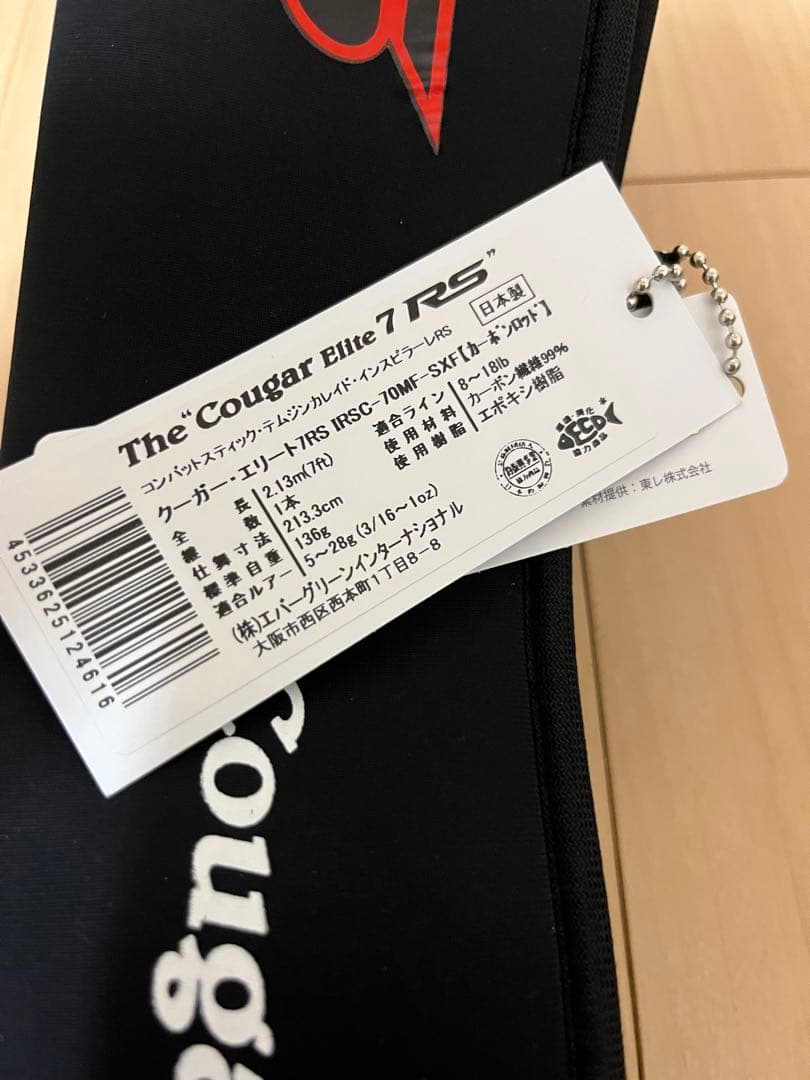 The "Cougar Elite 7 RS"
コンバットスティック・テムジンカレイド・インスピラーレRS
日本製
クーガー・エリート7RS IRSC-70MF-SXF【カーボンロッド】
全長 2.13m(7ft)
継数 1本
仕舞寸法 213.3cm
標準自重 136g
適合ルアー 5〜28g (3/16〜1oz)
適合ライン 8〜18lb
使用材料 カーボン繊維99%
使用樹脂 エポキシ樹脂
(株)エバーグリーンインターナショナル
大阪市西区西本町1丁目8-8
4533625124616
ECO
協力商品
素材提供：東レ株式会社
Coug